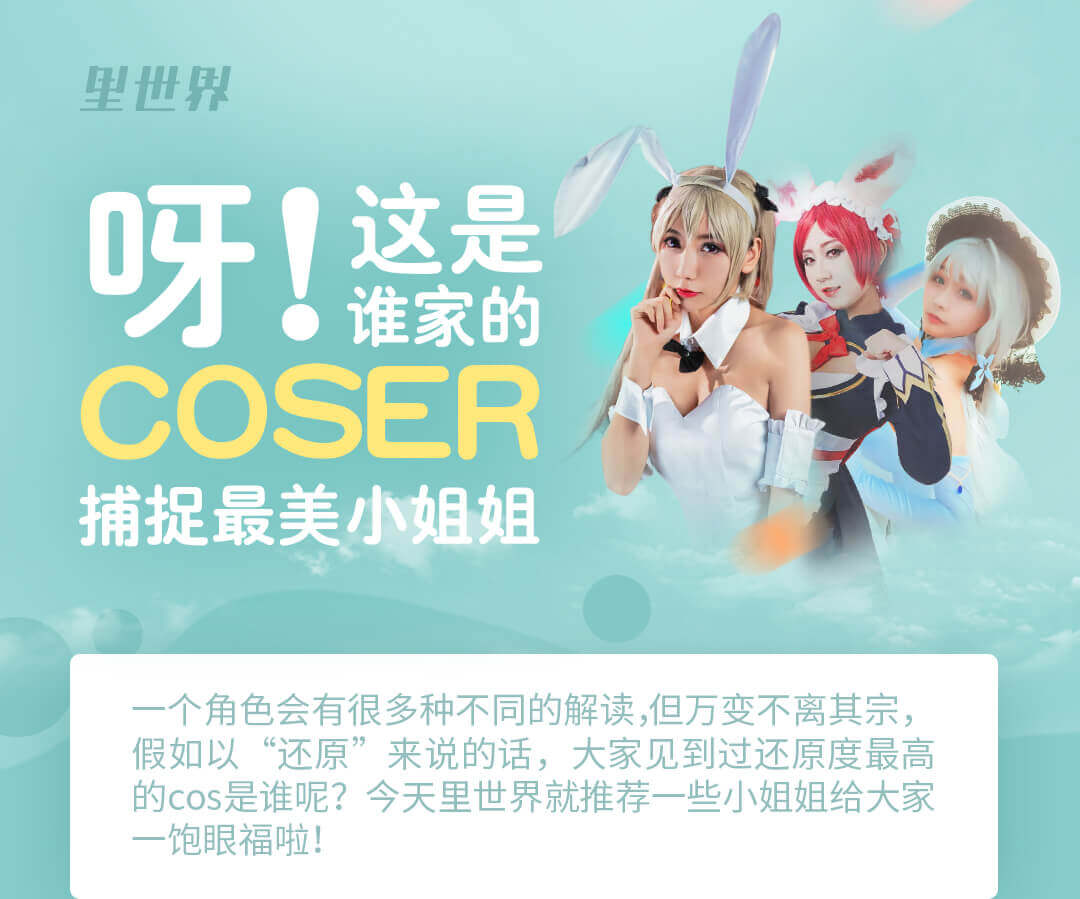 里世界
呀！这是
谁家的
COSER
捕捉最美小姐姐
一个角色会有很多种不同的解读,但万变不离其宗，
假如以“还原”来说的话，大家见到过还原度最高
的cos是谁呢？今天里世界就推荐一些小姐姐给大家
一饱眼福啦！